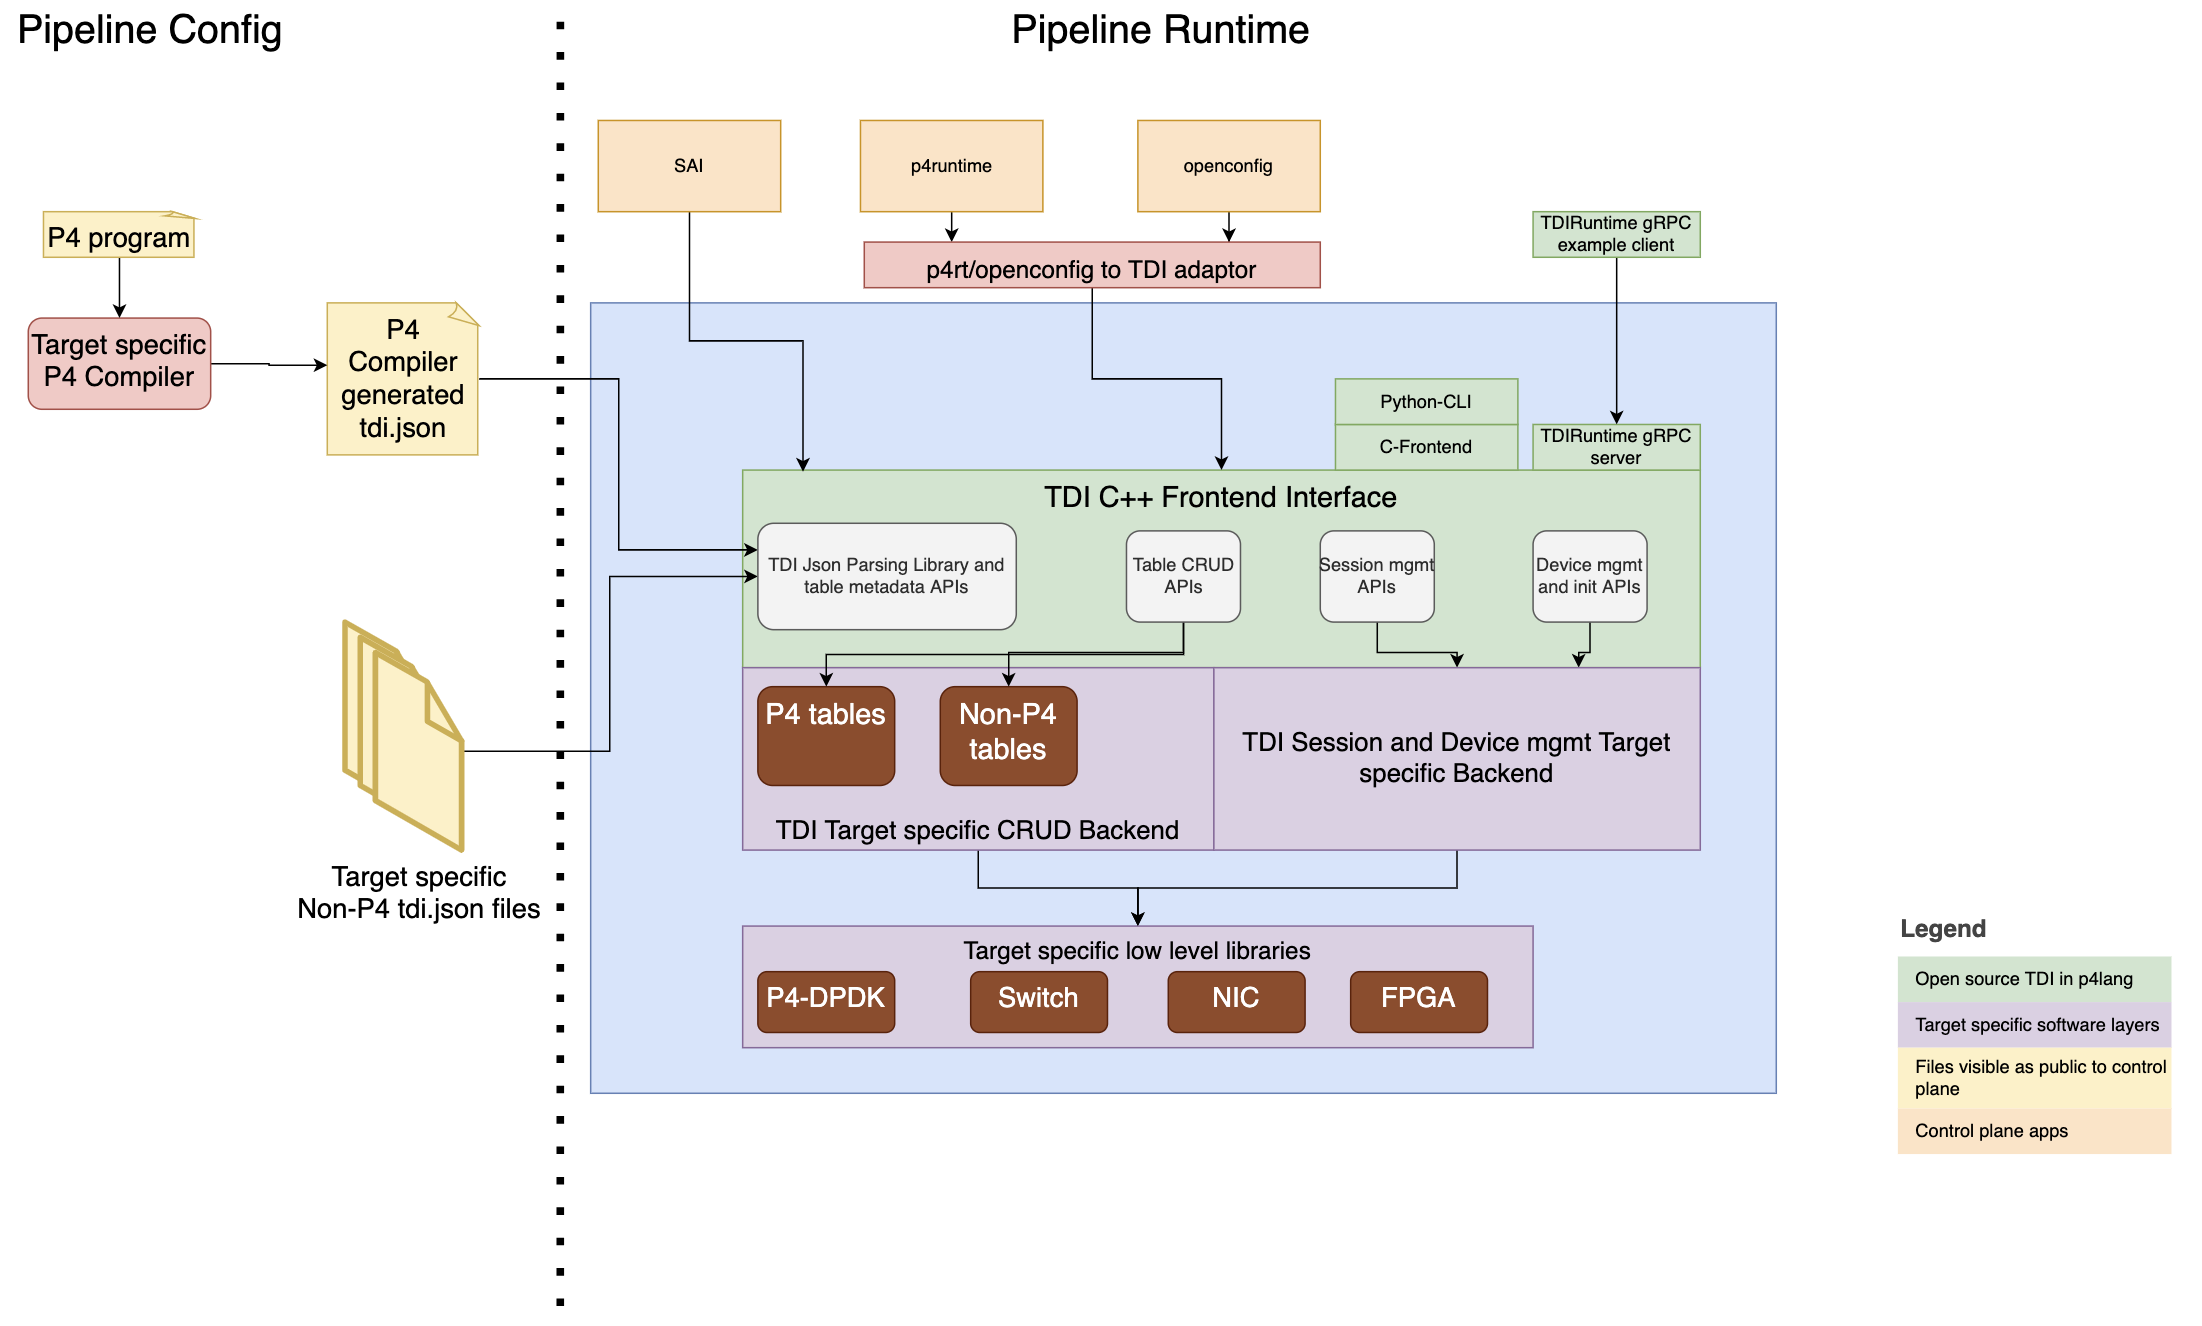 Pipeline Config
Pipeline Runtime
SAI
p4runtime
openconfig
P4 program
TDIRuntime gRPC
example client
p4rt/openconfig to TDI adaptor
Target specific
P4 Compiler
P4
Compiler
generated
tdi.json
Python-CLI
C-Frontend
TDIRuntime gRPC
server
TDI C++ Frontend Interface
TDI Json Parsing Library and
table metadata APIs
Table CRUD
APIs
Session mgmt
APIs
Device mgmt
and init APIs
P4 tables
Non-P4
tables
TDI Session and Device mgmt Target
specific Backend
TDI Target specific CRUD Backend
Target specific
Non-P4 tdi.json files
Target specific low level libraries
P4-DPDK
Switch
NIC
FPGA
Legend
Open source TDI in p4lang
Target specific software layers
Files visible as public to control
plane
Control plane apps